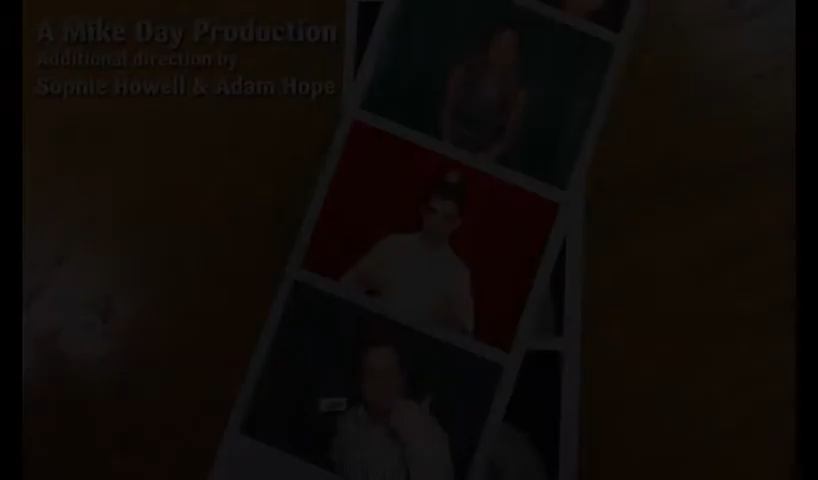 A Mike Day Production
Additional direction by
Sophie Howell & Adam Hope